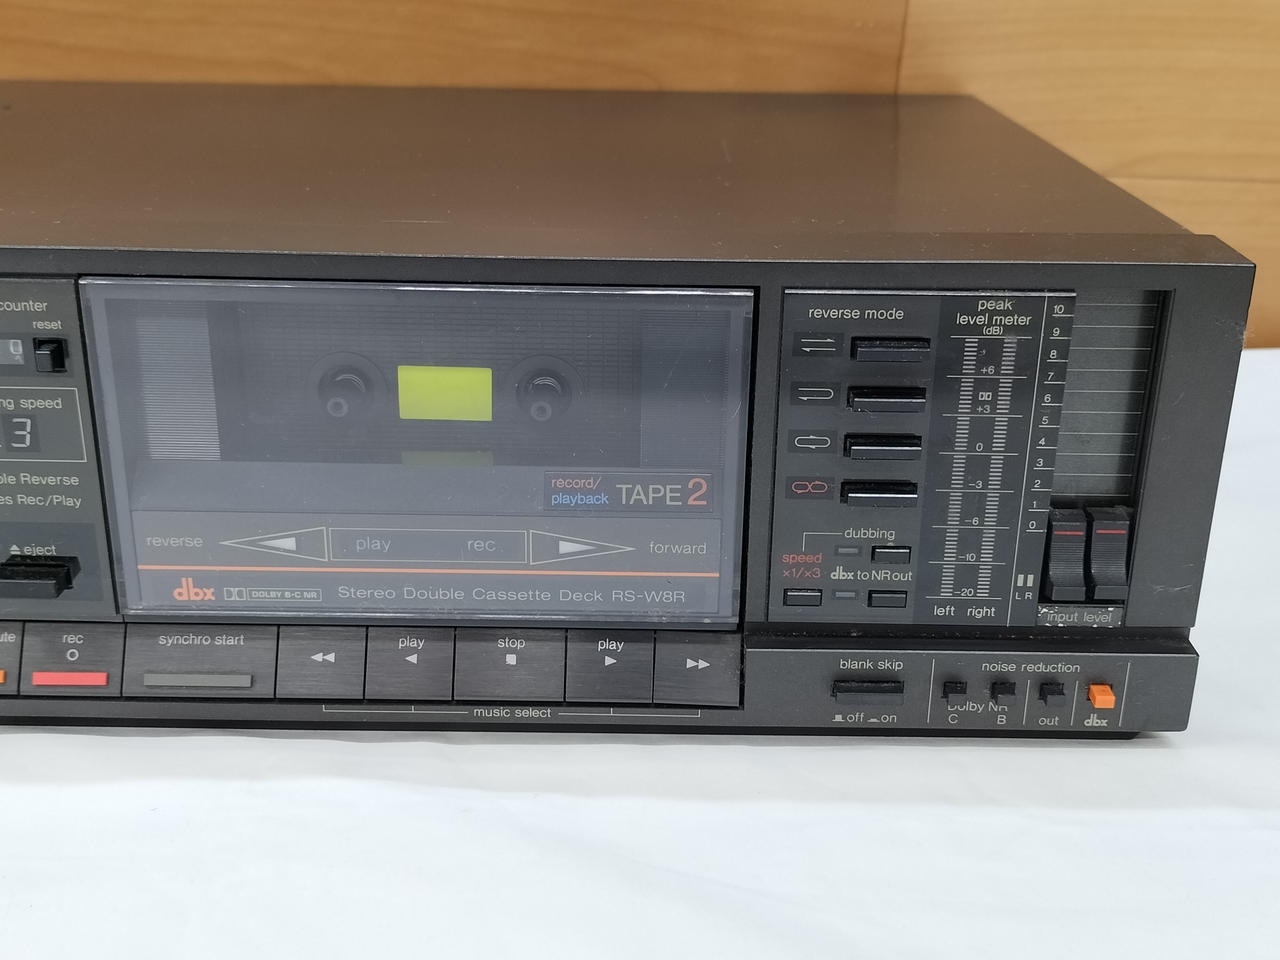 counter
reset
9
ng speed
3
ble Reverse
es Rec/Play
eject
record/
playback TAPE 2
reverse play rec forward
dbx DOLBY B-C NR Stereo Double Cassette Deck RS-W8R
ute
rec
synchro start
play
stop
play
music select
reverse mode
dubbing
speed
x1/x3
dbx to NR out
peak
level meter
(dB)
+6
+3
0
-3
-6
-10
-20
left right
10
9
8
7
6
5
4
3
2
1
0
L R
input level
blank skip
off on
noise reduction
Dolby NR
C B out dbx